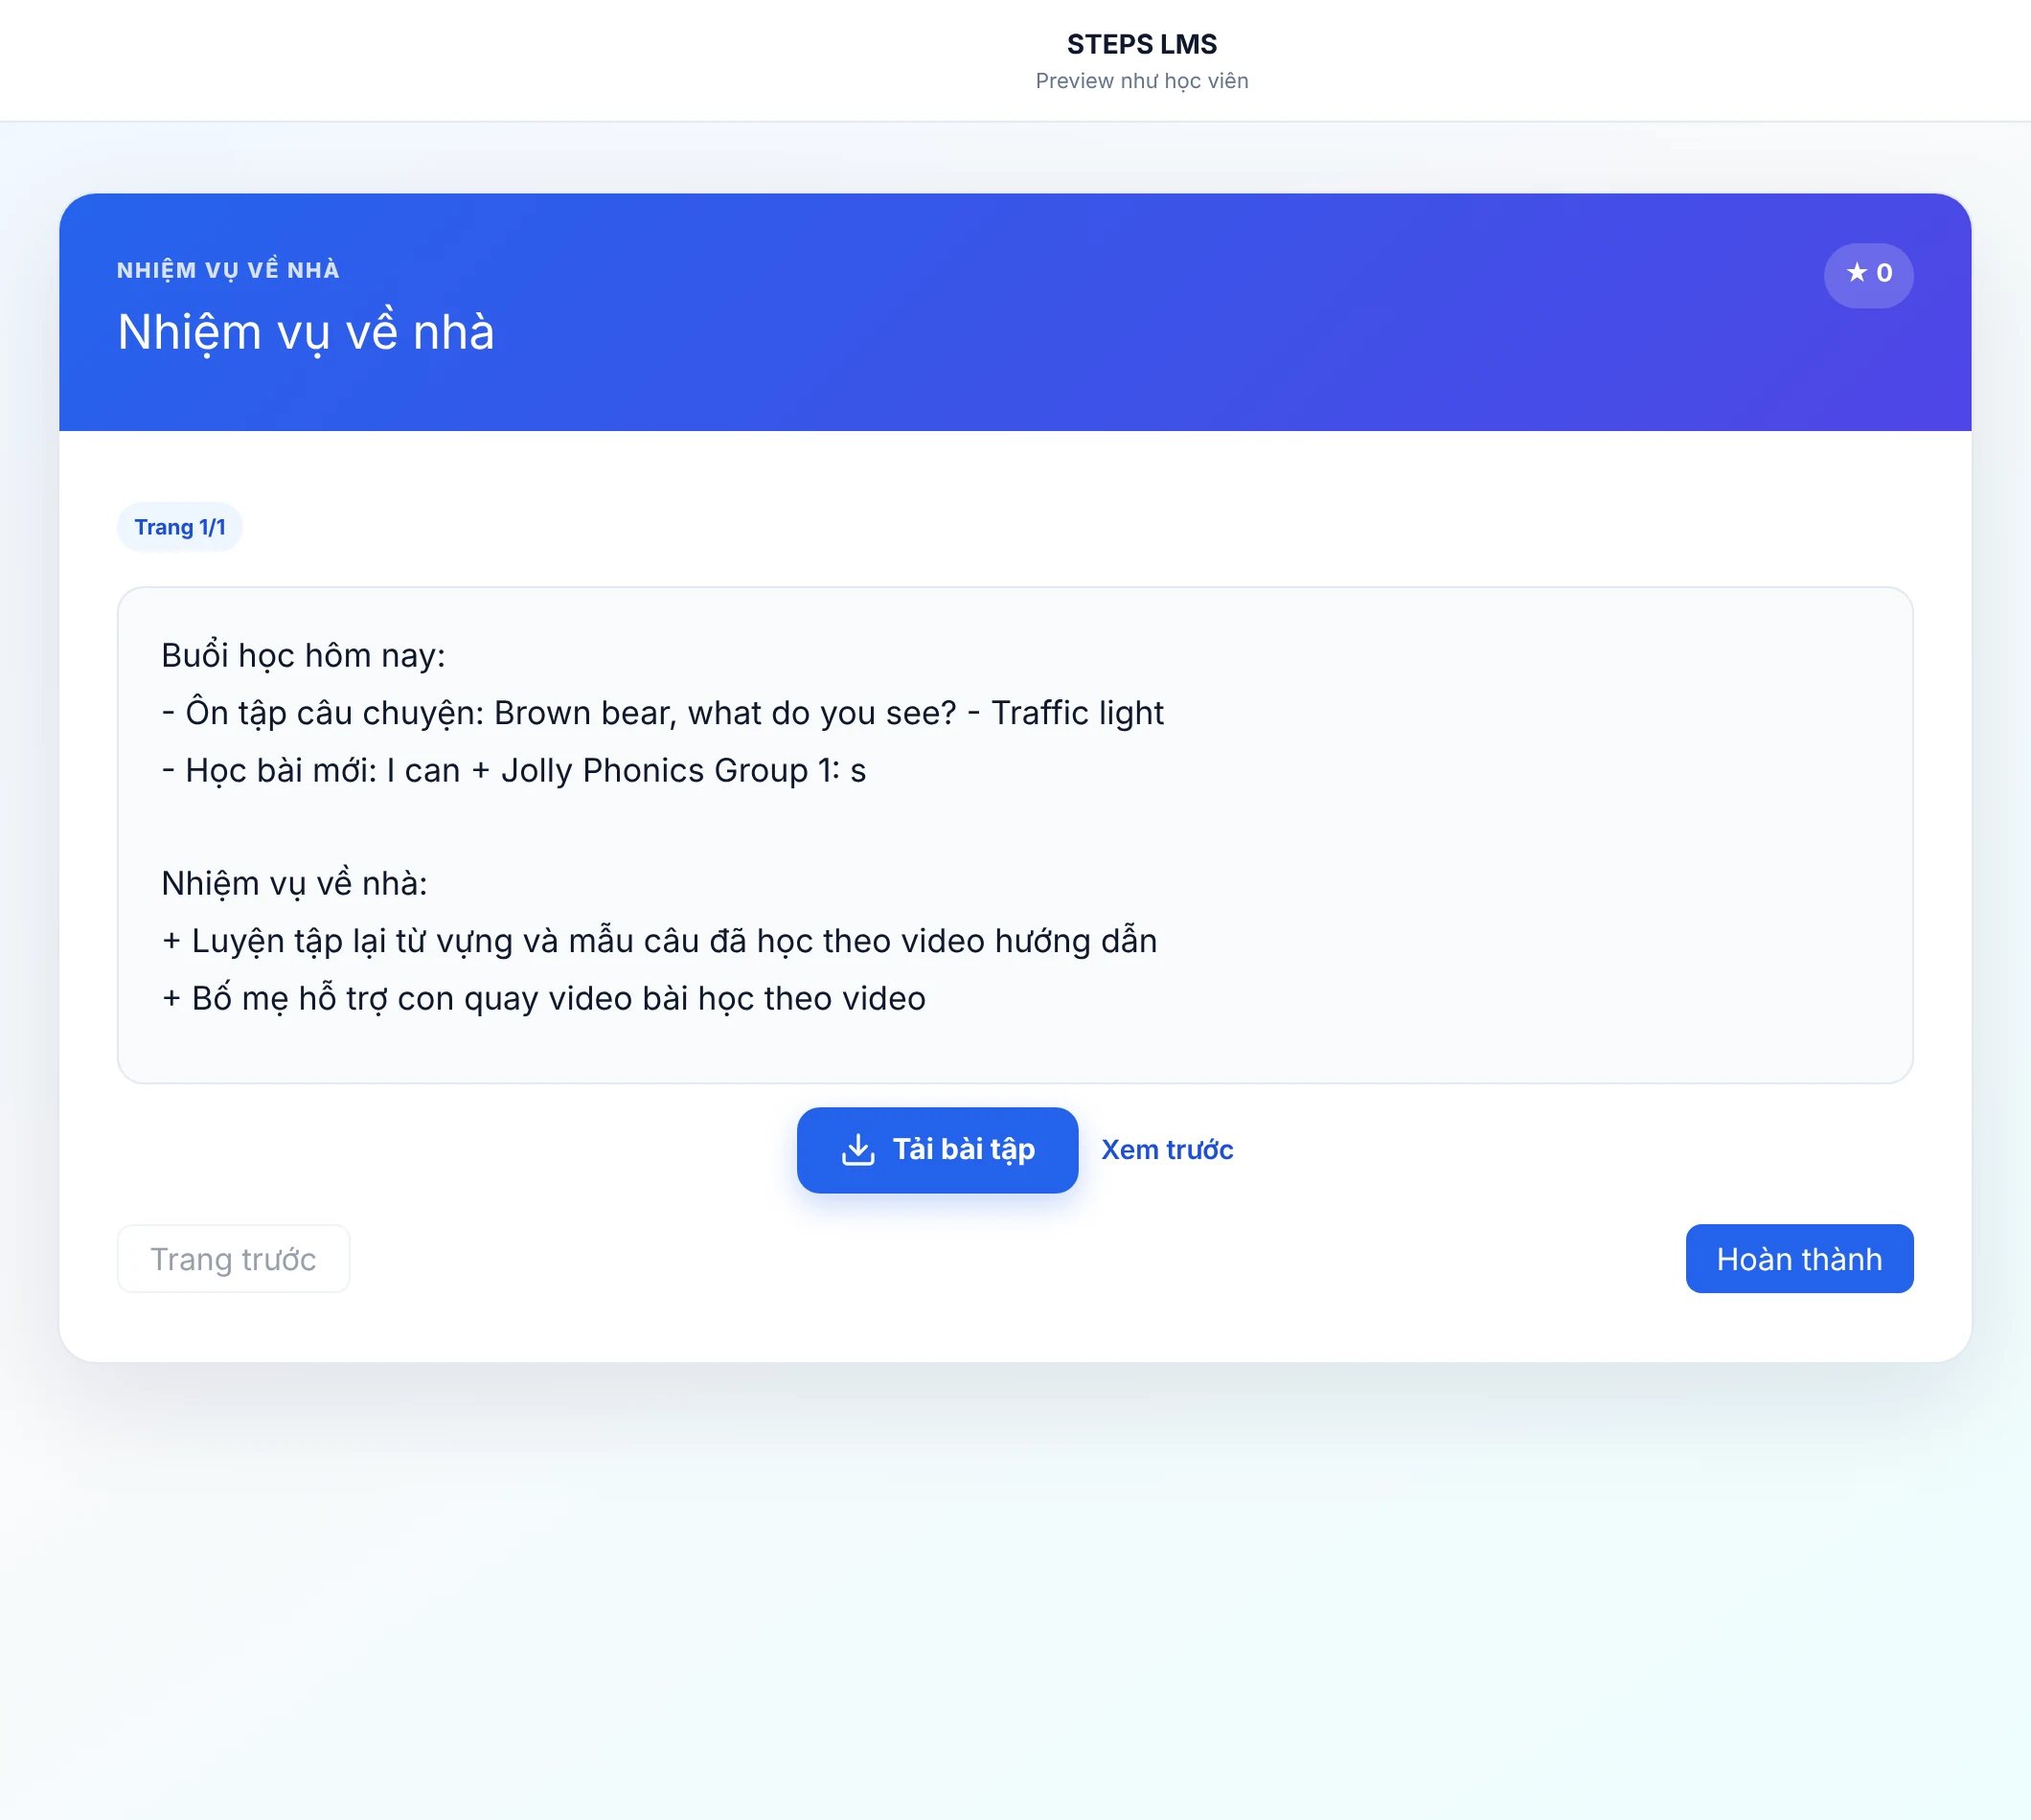 STEPS LMS
Preview như học viên
NHIỆM VỤ VỀ NHÀ
★ 0
Nhiệm vụ về nhà
Trang 1/1
Buổi học hôm nay:
- Ôn tập câu chuyện: Brown bear, what do you see? - Traffic light
- Học bài mới: I can + Jolly Phonics Group 1: s
Nhiệm vụ về nhà:
+ Luyện tập lại từ vựng và mẫu câu đã học theo video hướng dẫn
+ Bố mẹ hỗ trợ con quay video bài học theo video
Tải bài tập
Xem trước
Trang trước
Hoàn thành